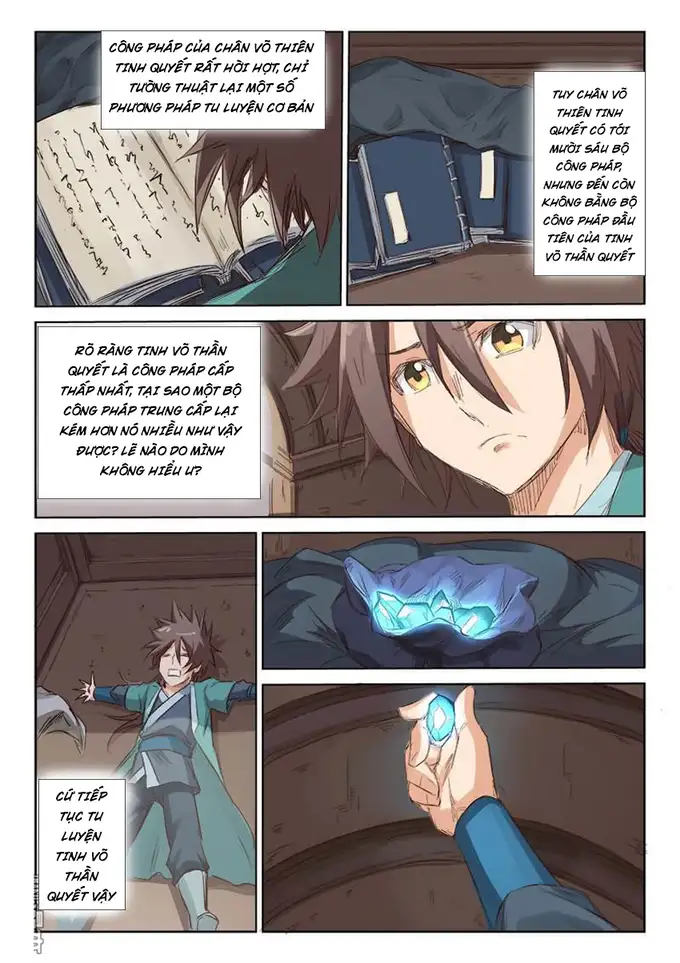 CÔNG PHÁP CỦA CHÂN VÕ THIÊN
TINH QUYẾT RẤT HỜI HỢT, CHỈ
TƯỜNG THUẬT LẠI MỘT SỐ
PHƯƠNG PHÁP TU LUYỆN CƠ BẢN
TUY CHÂN VÕ
THIÊN TINH
QUYẾT CÓ TỚI
MƯỜI SÁU BỘ
CÔNG PHÁP,
NHƯNG ĐẾN CÒN
KHÔNG BẰNG BỘ
CÔNG PHÁP ĐẦU
TIÊN CỦA TINH
VÕ THẦN QUYẾT
RÕ RÀNG TINH VÕ THẦN
QUYẾT LÀ CÔNG PHÁP CẤP
THẤP NHẤT, TẠI SAO MỘT BỘ
CÔNG PHÁP TRUNG CẤP LẠI
KÉM HƠN NÓ NHIỀU NHƯ VẬY
ĐƯỢC? LẼ NÀO DO MÌNH
KHÔNG HIỂU Ư?
CỨ TIẾP
TỤC TU
LUYỆN
TINH VÕ
THẦN
QUYẾT VẬY